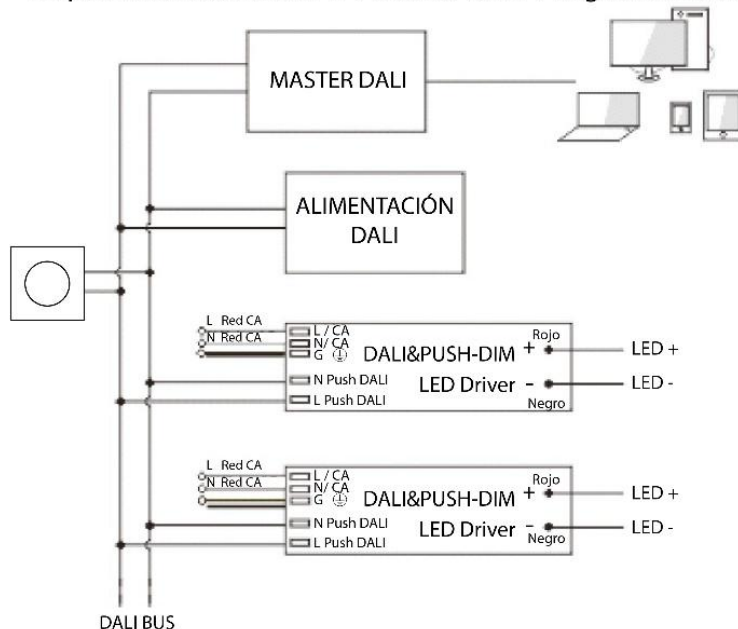 MASTER DALI
ALIMENTACIÓN
DALI
L Red CA
N Red CA
L / CA
N/ CA
G
N Push DALI
L Push DALI
DALI&PUSH-DIM
LED Driver
Rojo
+
-
Negro
LED +
LED -
L Red CA
N Red CA
L / CA
N/ CA
G
N Push DALI
L Push DALI
DALI&PUSH-DIM
LED Driver
Rojo
+
-
Negro
LED +
LED -
DALI BUS